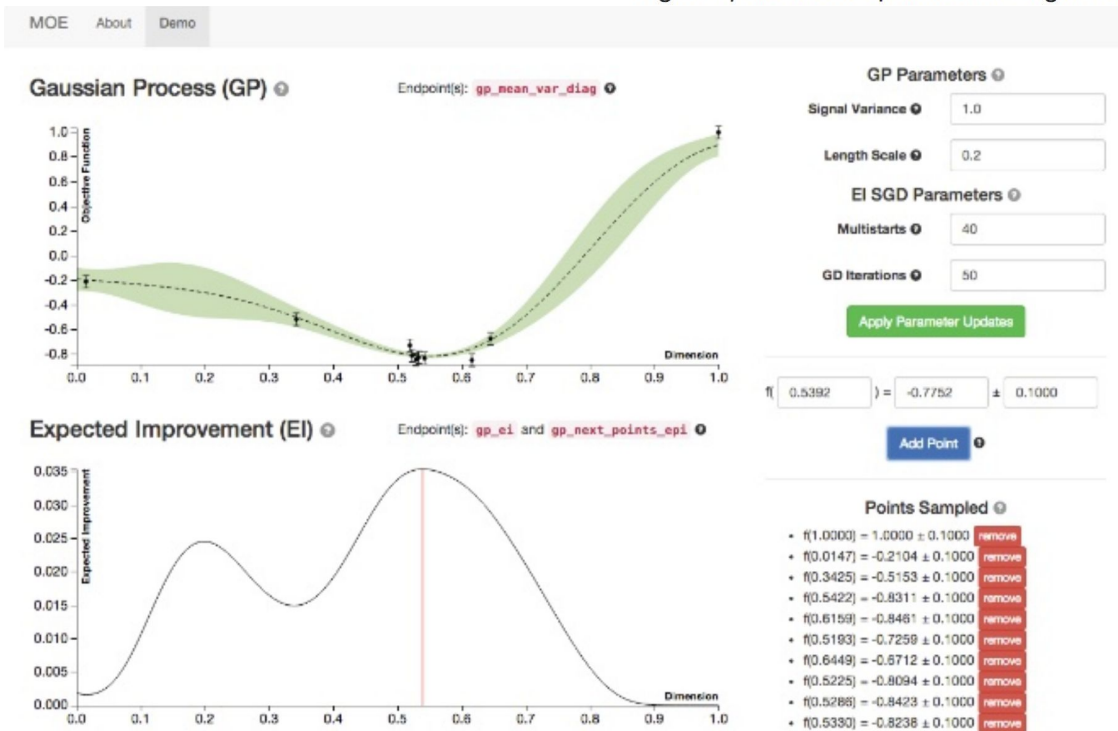 MOE About Demo
Gaussian Process (GP)
Endpoint(s): gp_mean_var_diag
Objective Function
1.0
0.8
0.6
0.4
0.2
0.0
-0.2
-0.4
-0.6
-0.8
Dimension
0.0 0.1 0.2 0.3 0.4 0.5 0.6 0.7 0.8 0.9 1.0
Expected Improvement (EI)
Endpoint(s): gp_ei and gp_next_points_epi
Expected Improvement
0.035
0.030
0.025
0.020
0.015
0.010
0.005
0.000
Dimension
0.0 0.1 0.2 0.3 0.4 0.5 0.6 0.7 0.8 0.9 1.0
GP Parameters
Signal Variance 1.0
Length Scale 0.2
EI SGD Parameters
Multistarts 40
GD Iterations 50
Apply Parameter Updates
f( 0.5392 ) = -0.7752 ± 0.1000
Add Point
Points Sampled
• f(1.0000) = 1.0000 ± 0.1000 remove
• f(0.0147) = -0.2104 ± 0.1000 remove
• f(0.3425) = -0.5153 ± 0.1000 remove
• f(0.5422) = -0.8311 ± 0.1000 remove
• f(0.6159) = -0.8461 ± 0.1000 remove
• f(0.5193) = -0.7259 ± 0.1000 remove
• f(0.6449) = -0.6712 ± 0.1000 remove
• f(0.5225) = -0.8094 ± 0.1000 remove
• f(0.5286) = -0.8423 ± 0.1000 remove
• f(0.5330) = -0.8238 ± 0.1000 remove